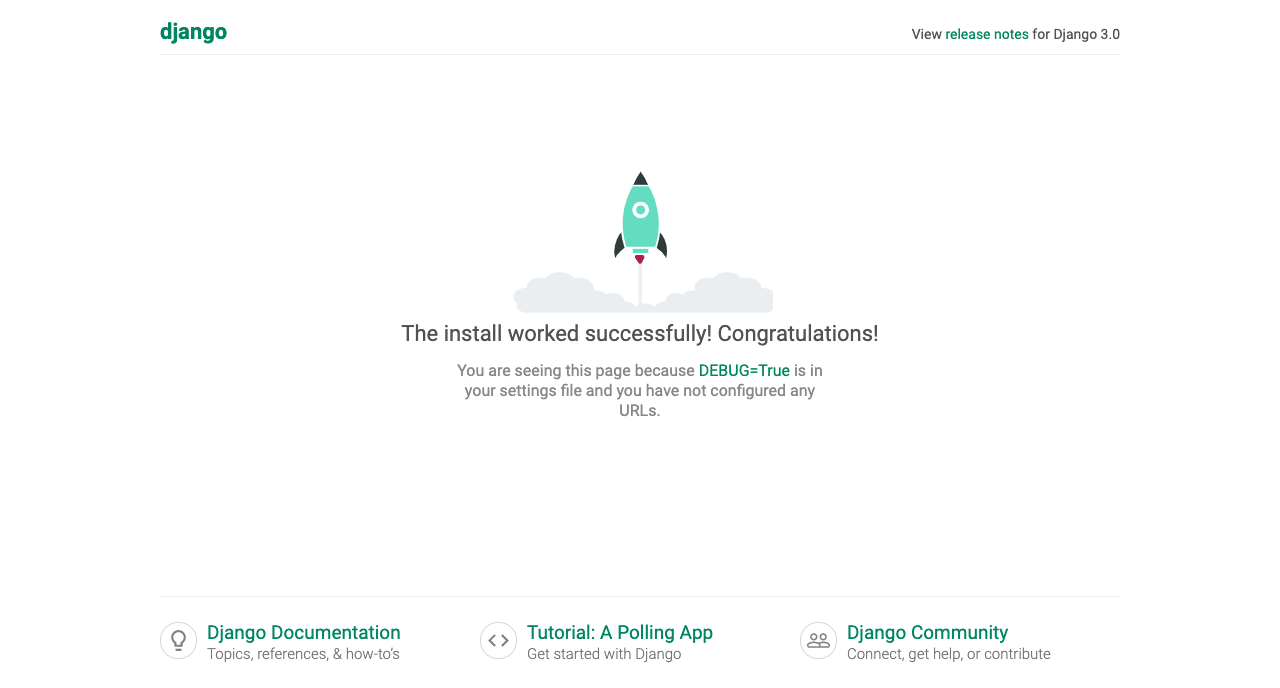 django
View release notes for Django 3.0
The install worked successfully! Congratulations!
You are seeing this page because DEBUG=True is in
your settings file and you have not configured any
URLs.
Django Documentation
Topics, references, & how-to’s
Tutorial: A Polling App
Get started with Django
Django Community
Connect, get help, or contribute